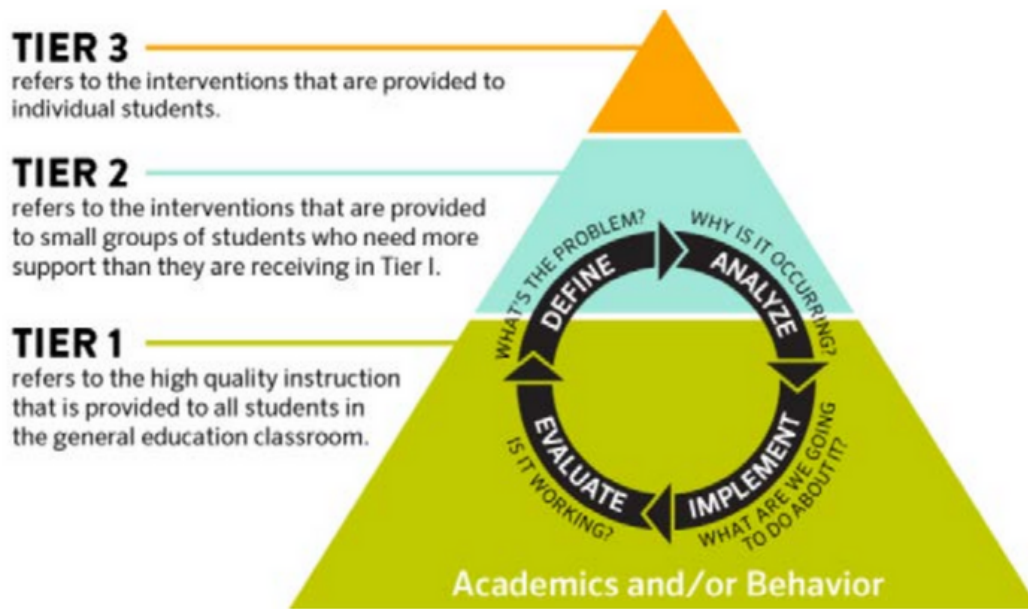 TIER 3
refers to the interventions that are provided to
individual students.
TIER 2
refers to the interventions that are provided
to small groups of students who need more
support than they are receiving in Tier I.
TIER 1
refers to the high quality instruction
that is provided to all students in
the general education classroom.
WHAT'S THE PROBLEM?
DEFINE
WHY IS IT OCCURRING?
ANALYZE
IMPLEMENT
WHAT ARE WE GOING
TO DO ABOUT IT?
EVALUATE
IS IT WORKING?
Academics and/or Behavior